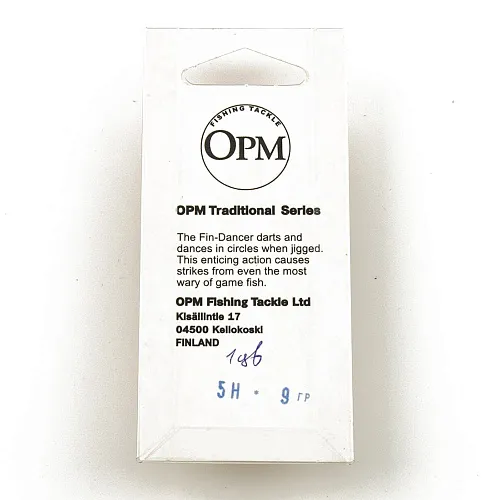 FISHING TACKLE
OPM
OPM Traditional Series
The Fin-Dancer darts and
dances in circles when jigged.
This enticing action causes
strikes from even the most
wary of game fish.
OPM Fishing Tackle Ltd
Kisällintie 17
04500 Kellokoski
FINLAND
5H • 9 ГР